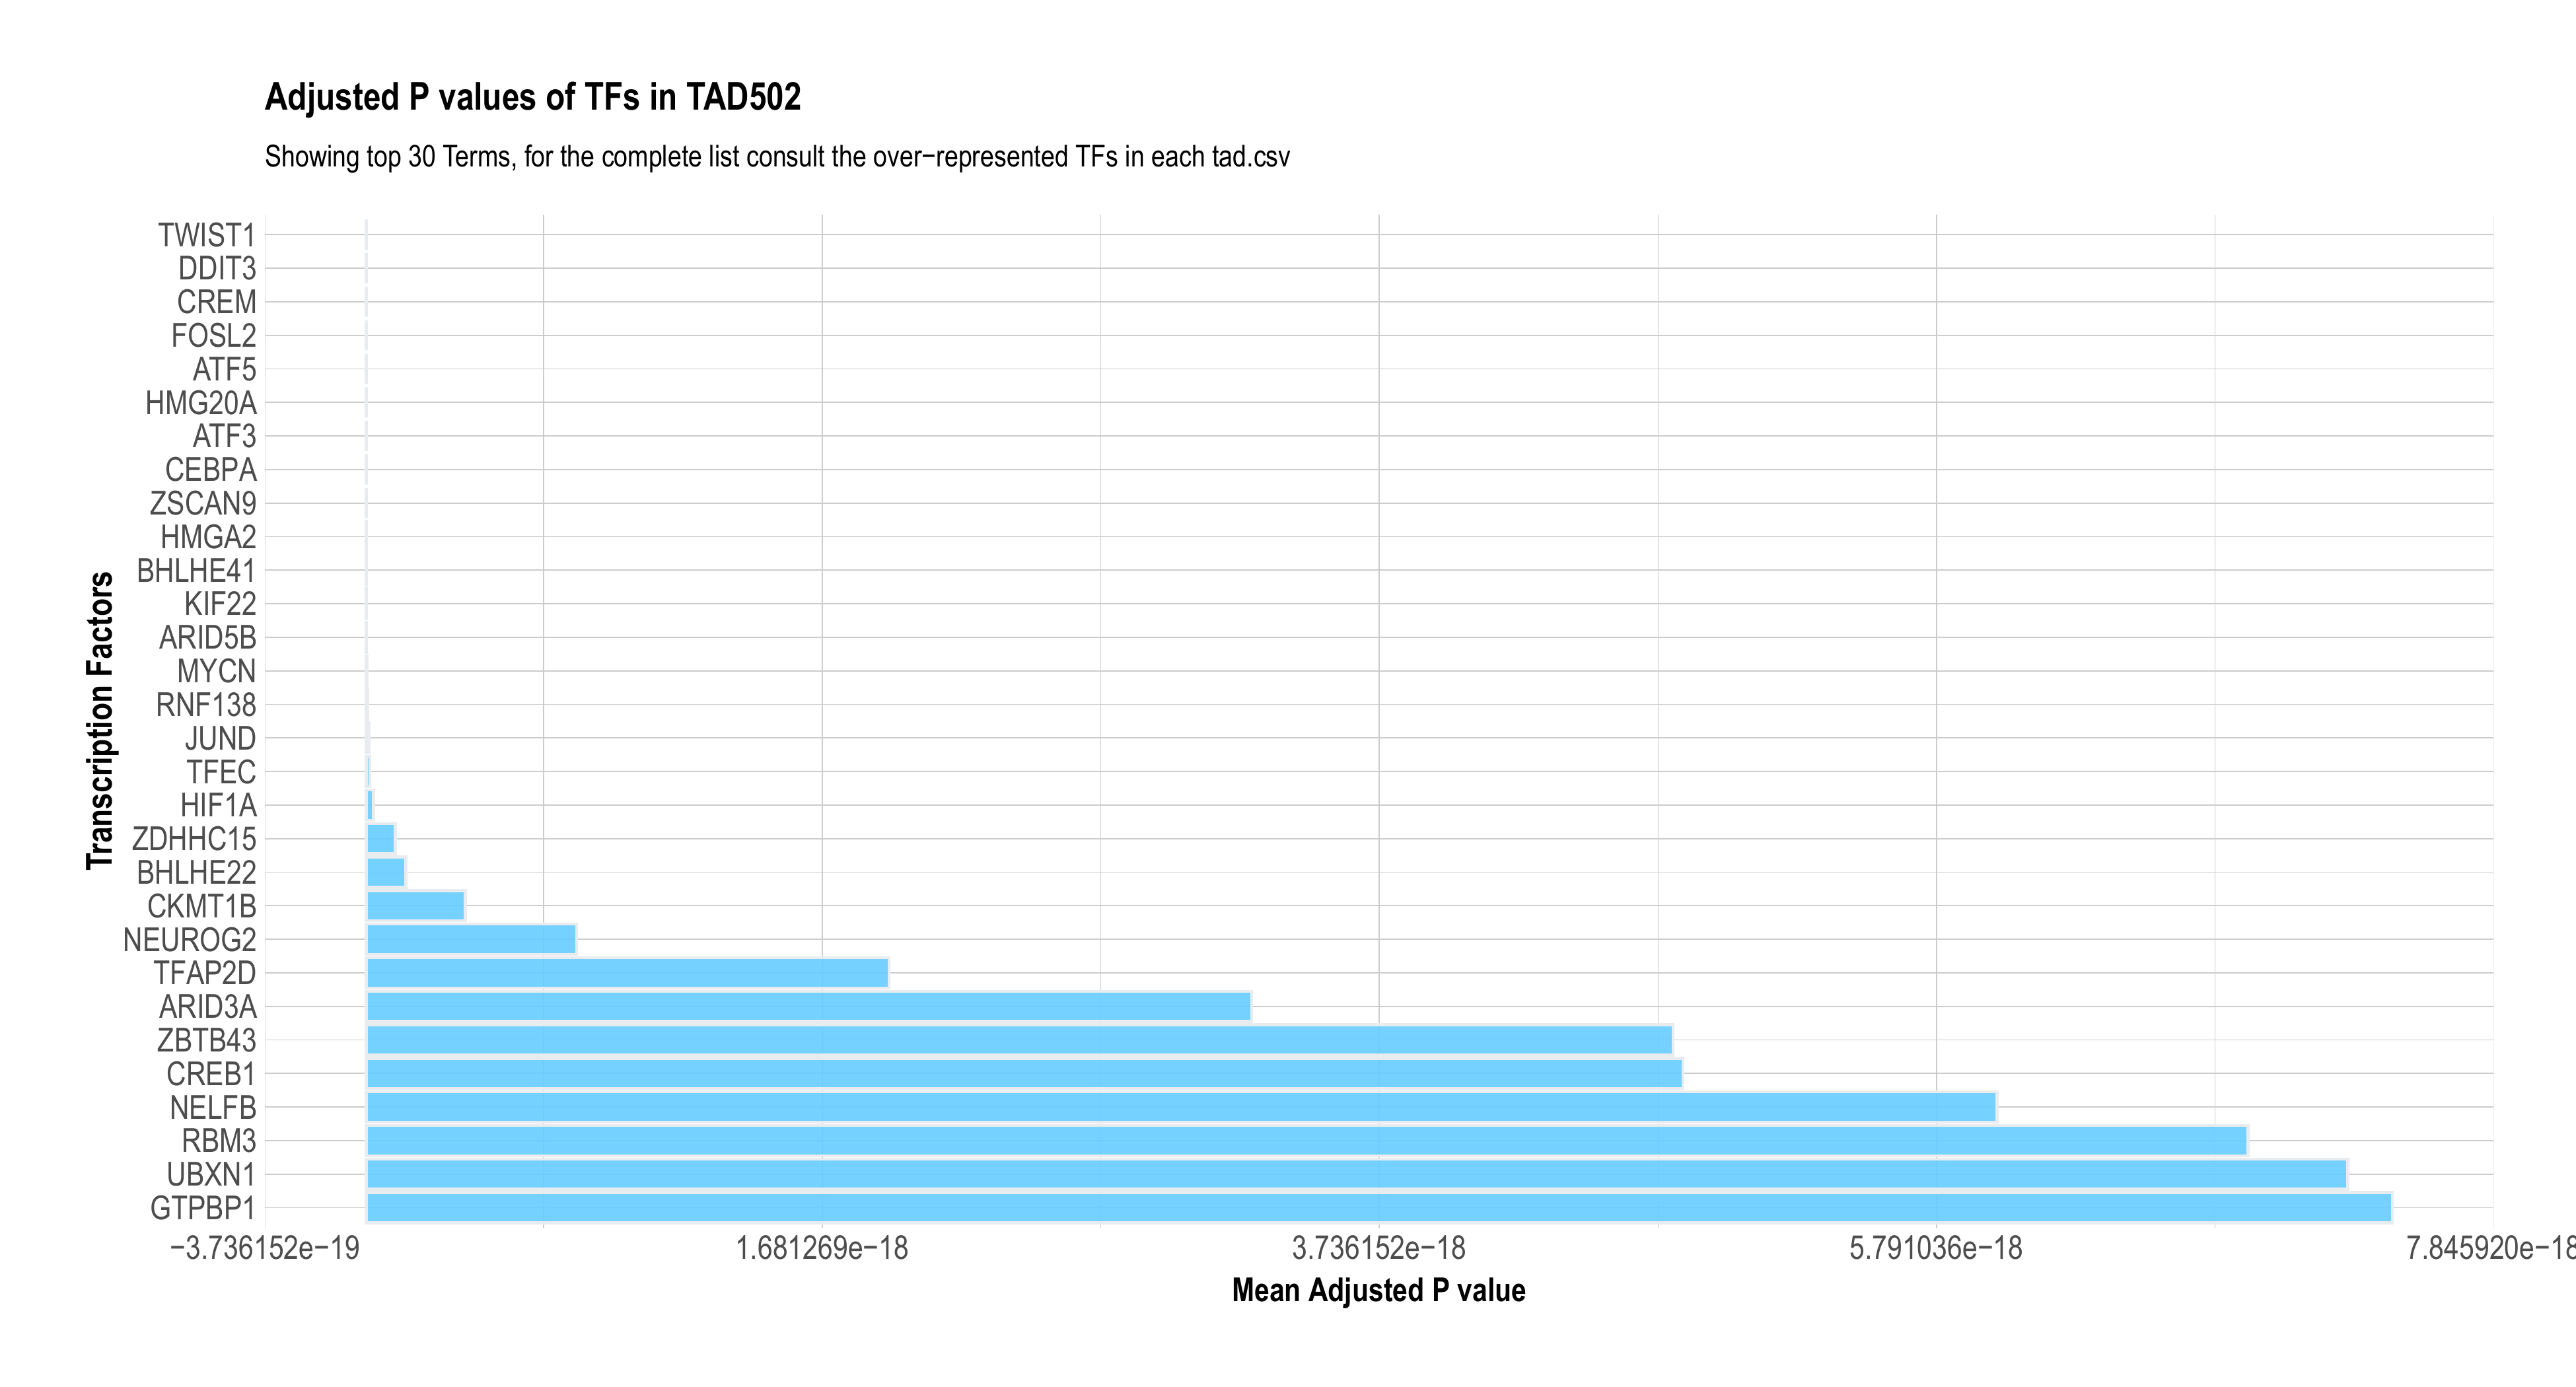 Adjusted P values of TFs in TAD502
Showing top 30 Terms, for the complete list consult the over−represented TFs in each tad.csv
Transcription Factors
TWIST1
DDIT3
CREM
FOSL2
ATF5
HMG20A
ATF3
CEBPA
ZSCAN9
HMGA2
BHLHE41
KIF22
ARID5B
MYCN
RNF138
JUND
TFEC
HIF1A
ZDHHC15
BHLHE22
CKMT1B
NEUROG2
TFAP2D
ARID3A
ZBTB43
CREB1
NELFB
RBM3
UBXN1
GTPBP1
−3.736152e−19 1.681269e−18 3.736152e−18 5.791036e−18 7.845920e−18
Mean Adjusted P value